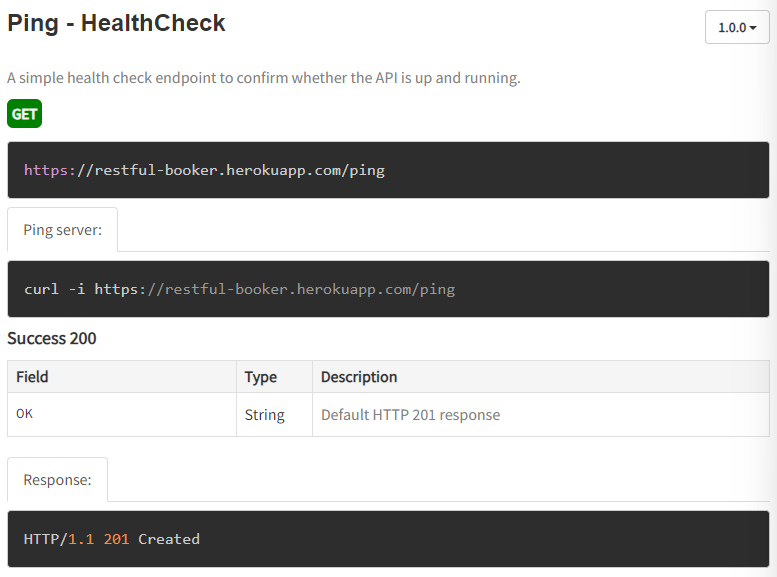 Ping - HealthCheck
1.0.0
A simple health check endpoint to confirm whether the API is up and running.
GET
https://restful-booker.herokuapp.com/ping
Ping server:
curl -i https://restful-booker.herokuapp.com/ping
Success 200
Field Type Description
OK String Default HTTP 201 response
Response:
HTTP/1.1 201 Created